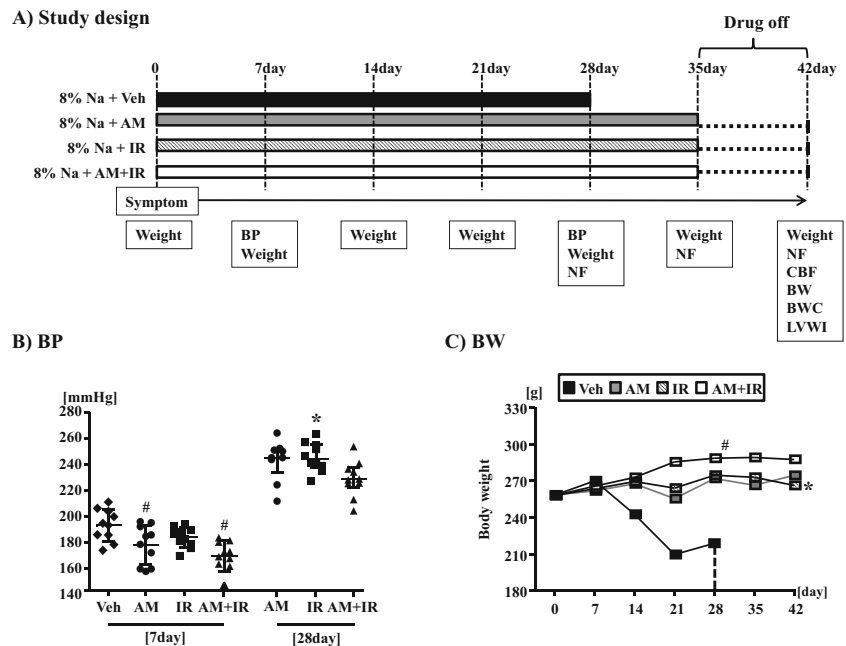 A) Study design
Drug off
0 7day 14day 21day 28day 35day 42day
8% Na + Veh
8% Na + AM
8% Na + IR
8% Na + AM+IR
Symptom
Weight
BP
Weight
Weight
Weight
BP
Weight
NF
Weight
NF
Weight
NF
CBF
BW
BWC
LVWI
B) BP
[mmHg]
280
260
240
220
200
180
160
140
#
#
*
Veh AM IR AM+IR AM IR AM+IR
[7day] [28day]
C) BW
Veh AM IR AM+IR
[g]
330
300
270
240
210
180
Body weight
#
*
0 7 14 21 28 35 42 [day]